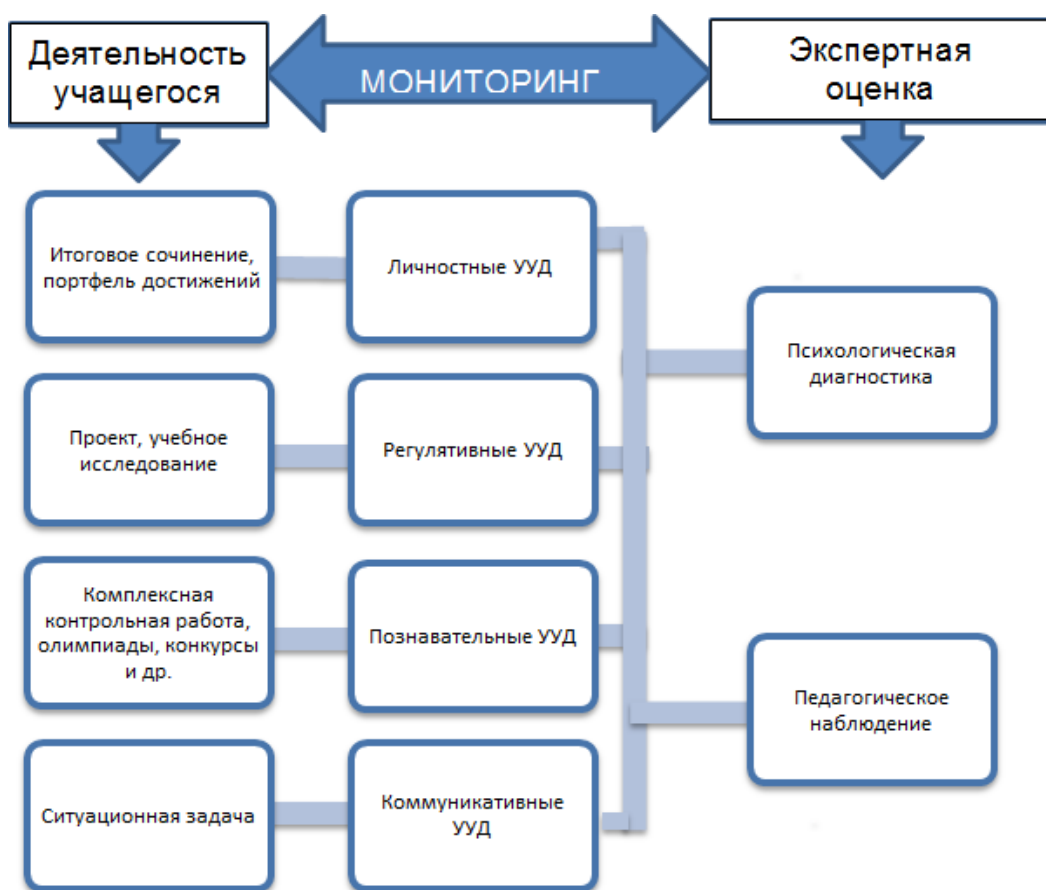 Деятельность
учащегося
МОНИТОРИНГ
Экспертная
оценка
Итоговое сочинение,
портфель достижений
Личностные УУД
Психологическая
диагностика
Проект, учебное
исследование
Регулятивные УУД
Комплексная
контрольная работа,
олимпиады, конкурсы
и др.
Познавательные УУД
Педагогическое
наблюдение
Ситуационная задача
Коммуникативные
УУД